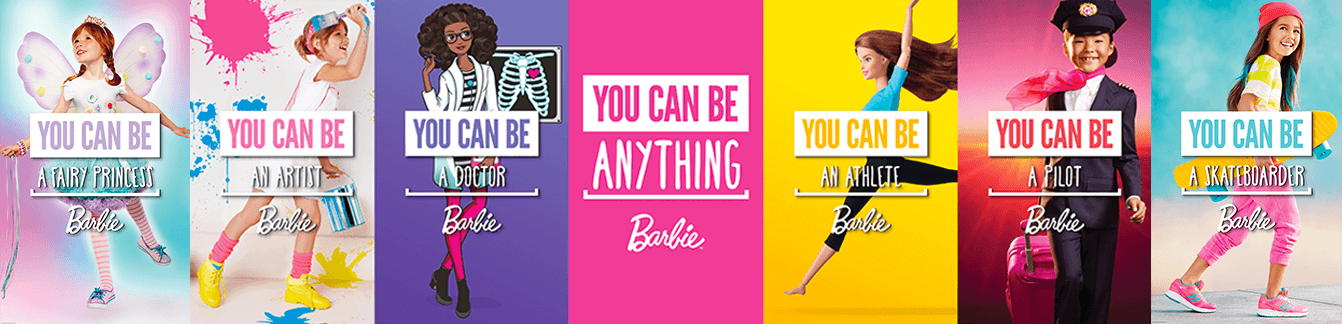 YOU CAN BE
A FAIRY PRINCESS
Barbie
YOU CAN BE
AN ARTIST
Barbie
YOU CAN BE
A DOCTOR
Barbie
YOU CAN BE
ANYTHING
Barbie
YOU CAN BE
AN ATHLETE
Barbie
YOU CAN BE
A PILOT
Barbie
YOU CAN BE
A SKATEBOARDER
Barbie